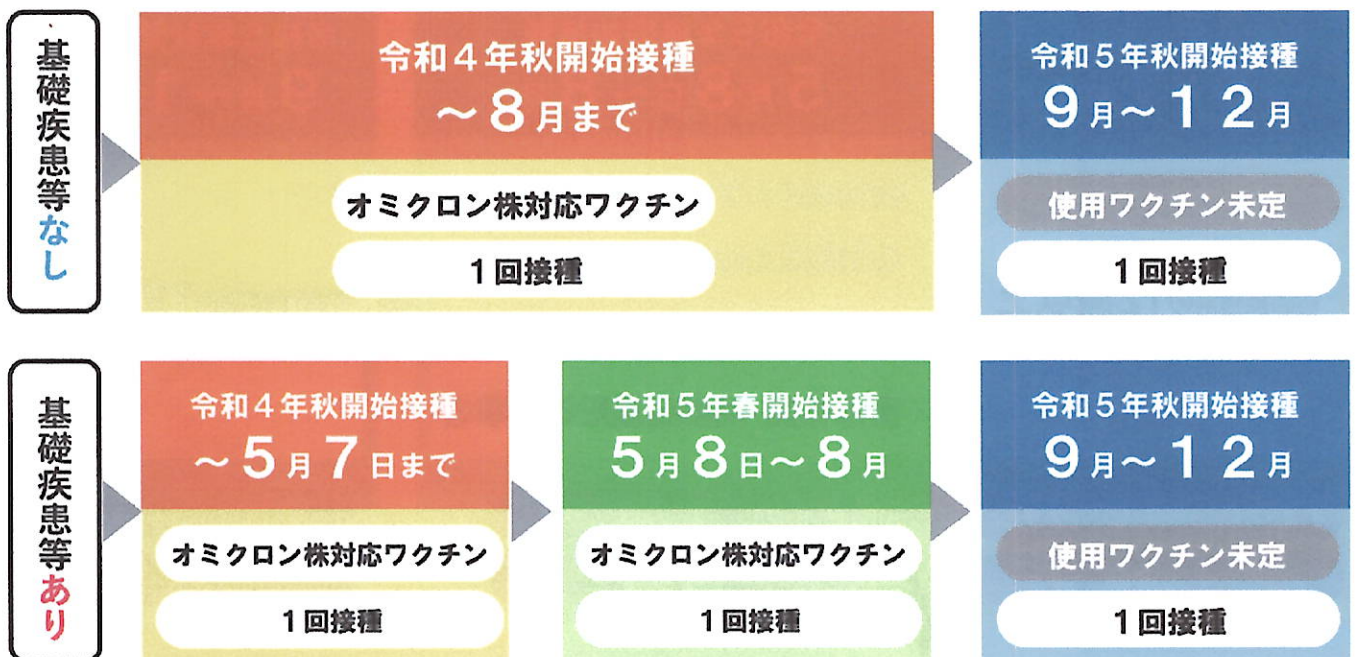 基礎疾患等なし
令和4年秋開始接種
～8月まで
オミクロン株対応ワクチン
1回接種
令和5年秋開始接種
9月～12月
使用ワクチン未定
1回接種
基礎疾患等あり
令和4年秋開始接種
～5月7日まで
オミクロン株対応ワクチン
1回接種
令和5年春開始接種
5月8日～8月
オミクロン株対応ワクチン
1回接種
令和5年秋開始接種
9月～12月
使用ワクチン未定
1回接種